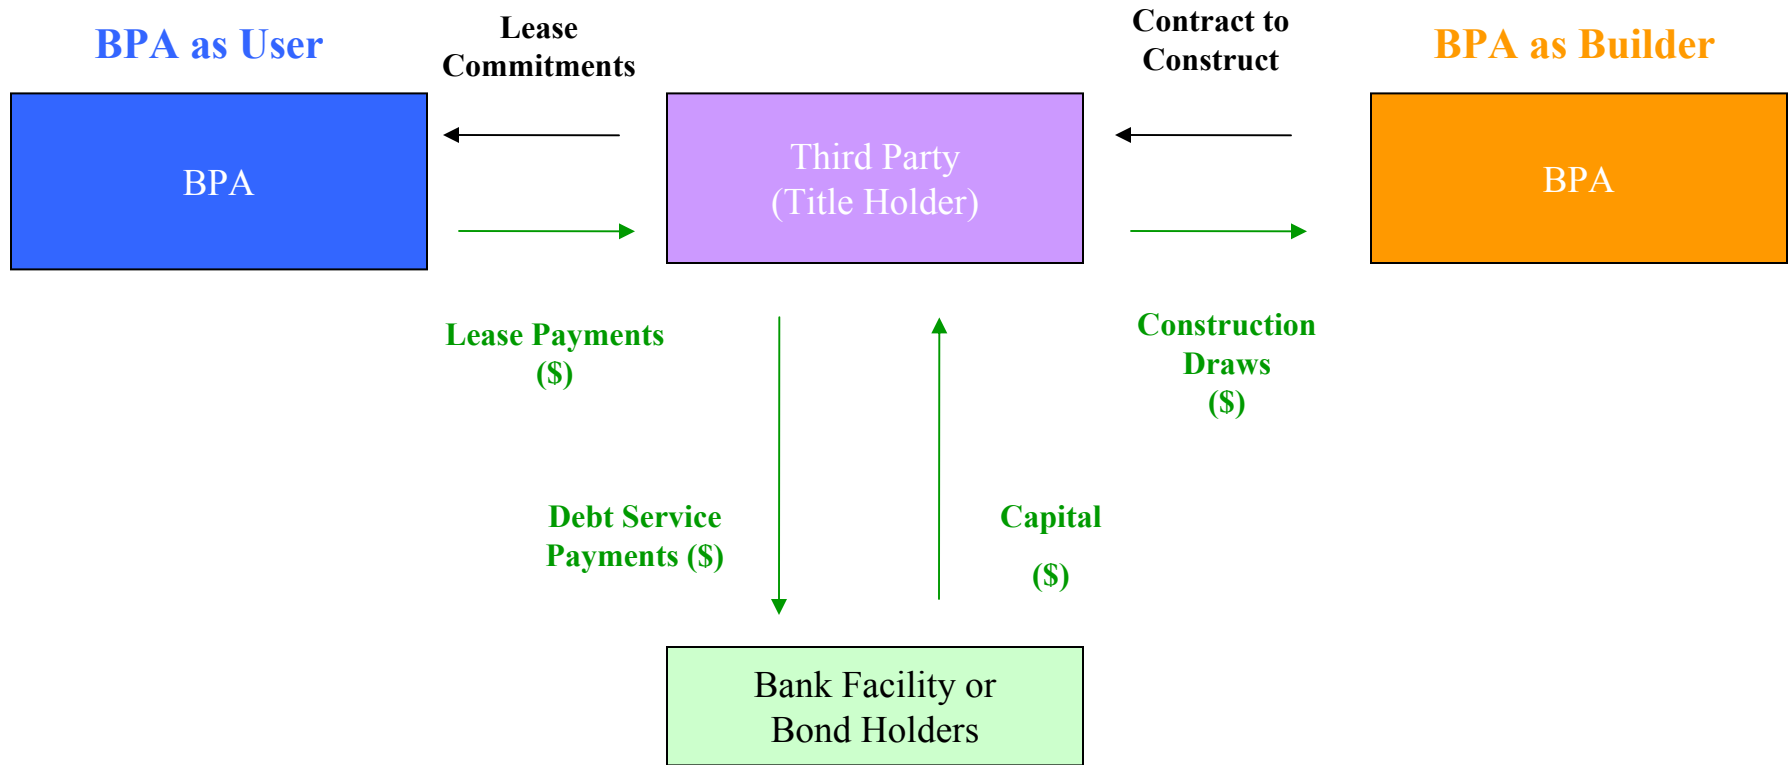 BPA as User
Lease
Commitments
Contract to
Construct
BPA as Builder
BPA
Third Party
(Title Holder)
BPA
Lease Payments
($)
Construction
Draws
($)
Debt Service
Payments ($)
Capital
($)
Bank Facility or
Bond Holders